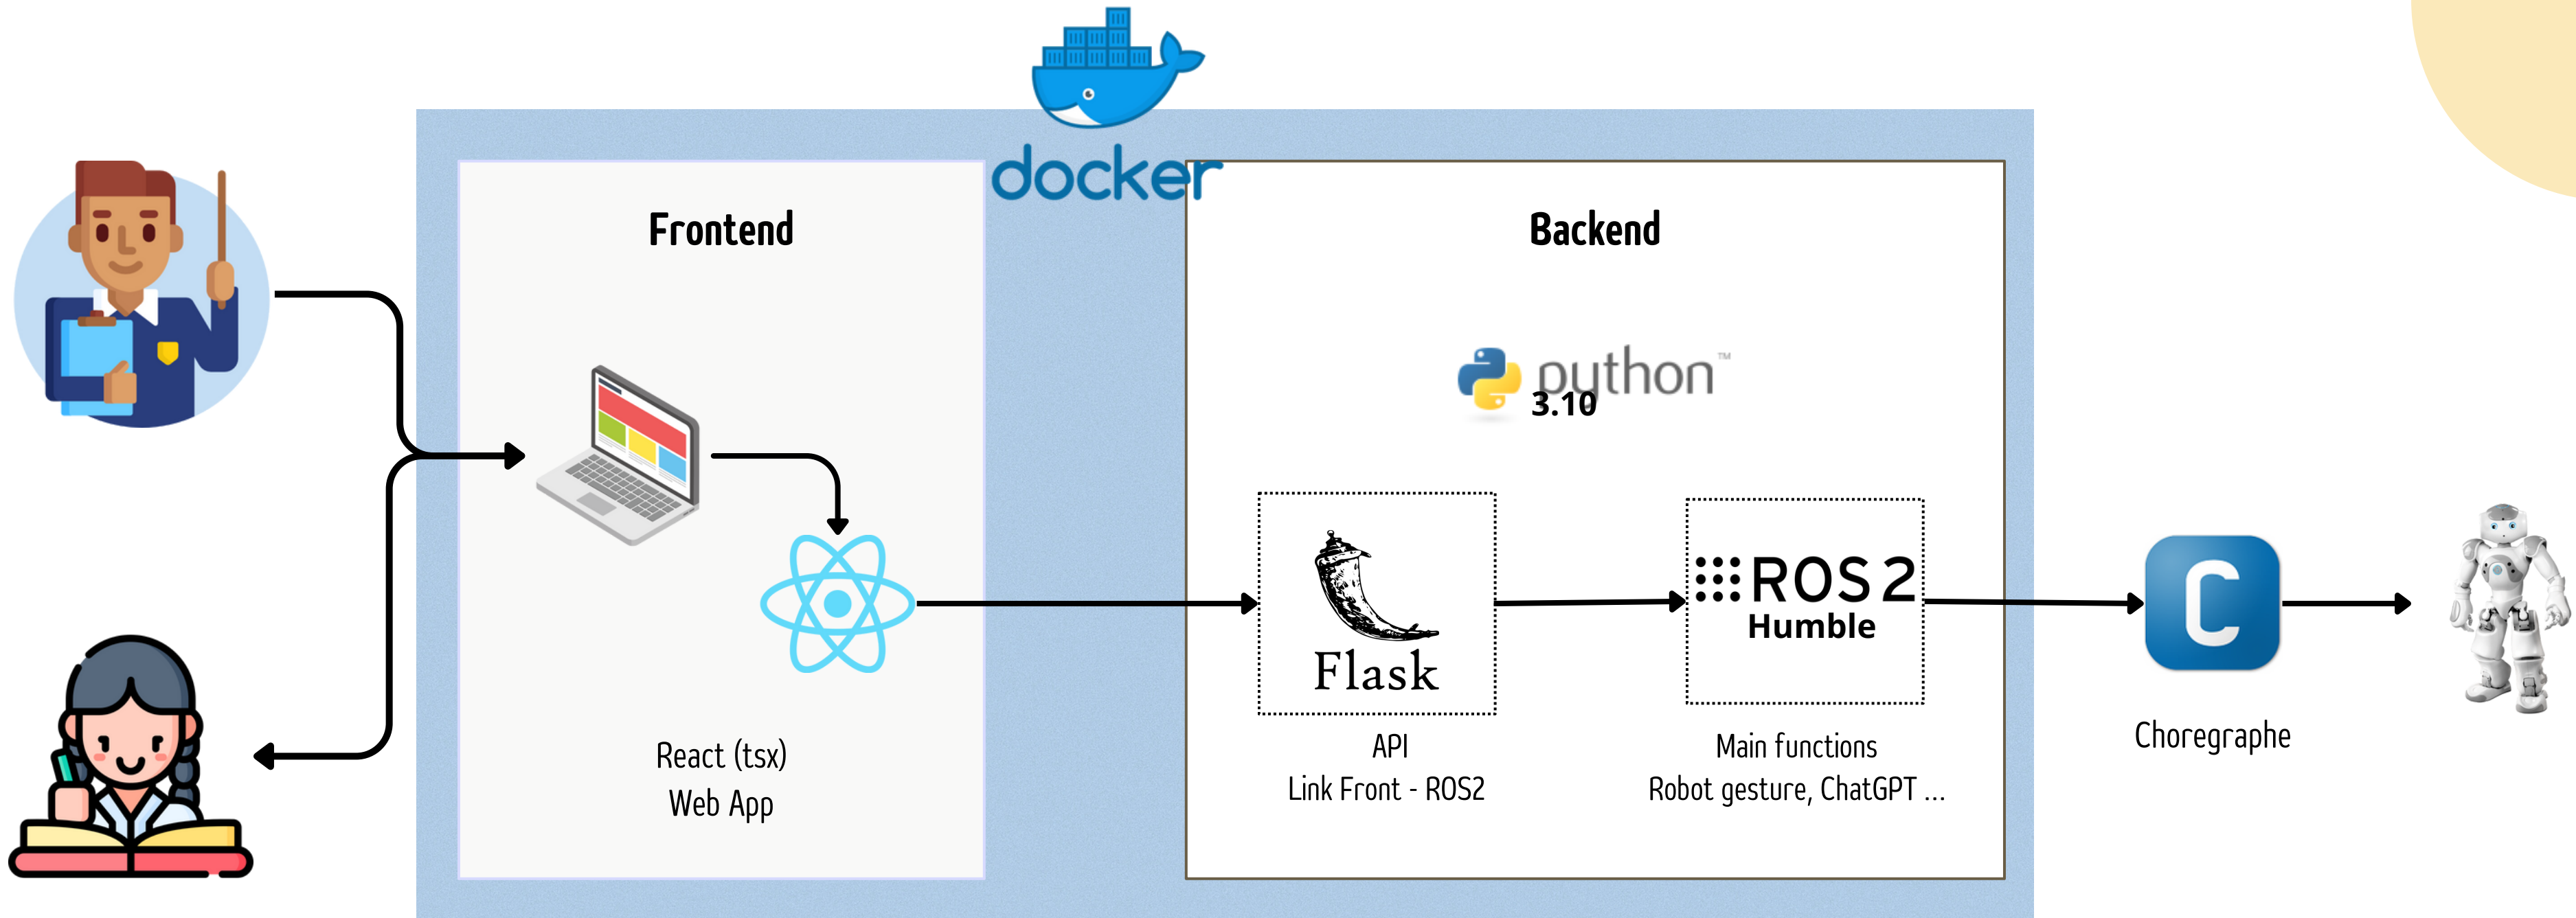 docker
Frontend
Backend
python™
3.10
ROS 2
Humble
Flask
C
React (tsx)
Web App
API
Link Front - ROS2
Main functions
Robot gesture, ChatGPT ...
Choregraphe